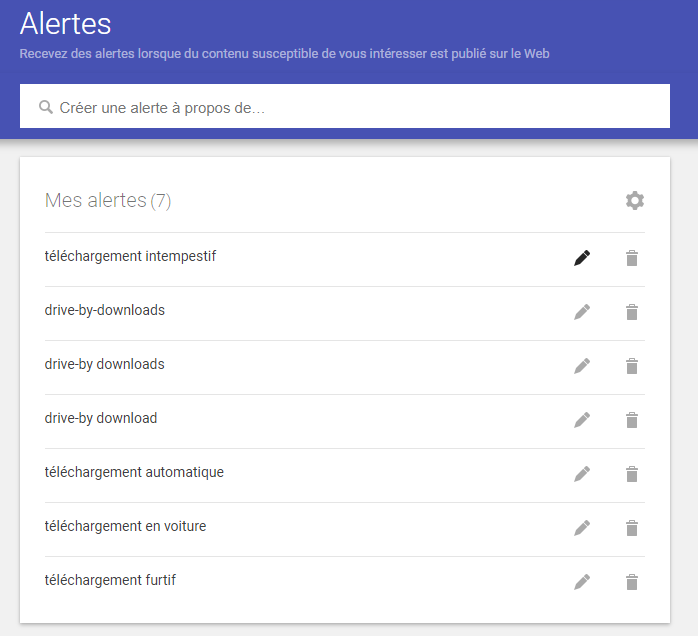 Alertes
Recevez des alertes lorsque du contenu susceptible de vous intéresser est publié sur le Web
Créer une alerte à propos de...
Mes alertes (7)
téléchargement intempestif
drive-by-downloads
drive-by downloads
drive-by download
téléchargement automatique
téléchargement en voiture
téléchargement furtif